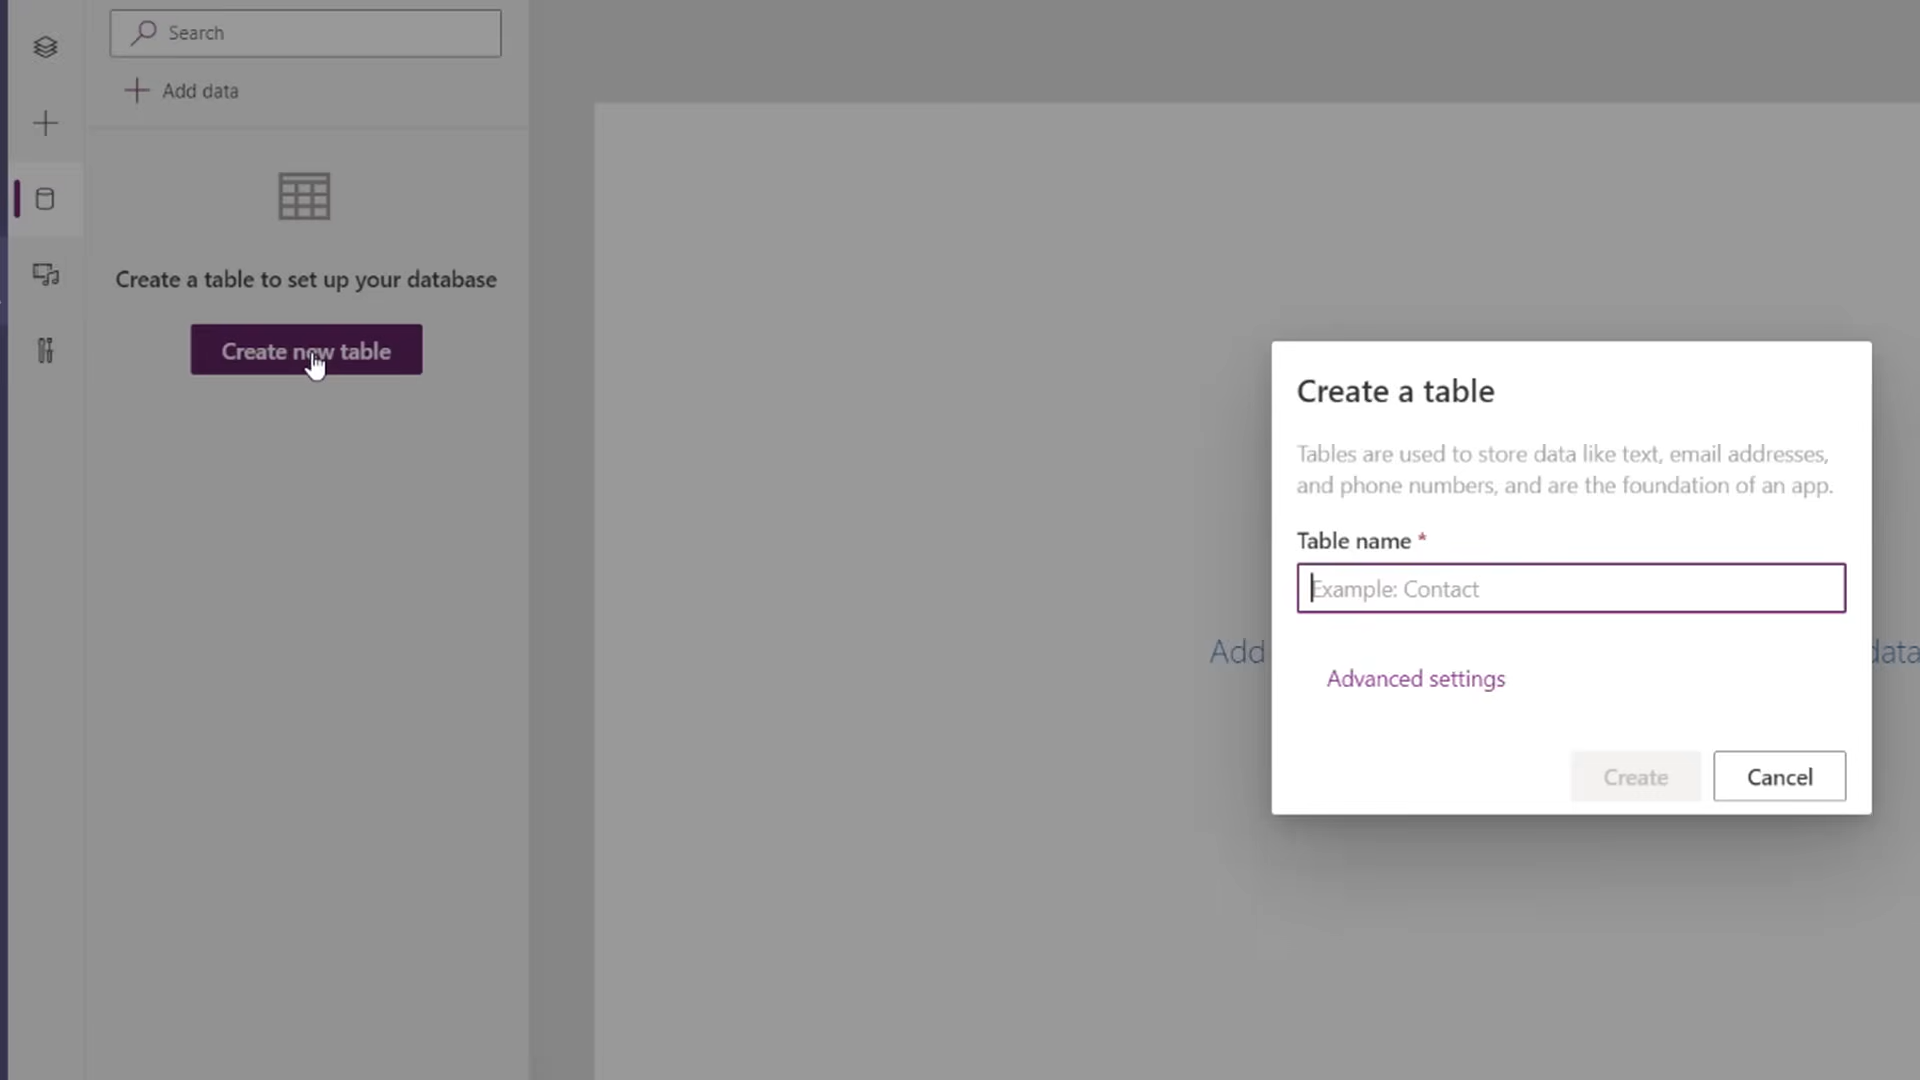 Search
Add data
Create a table to set up your database
Create new table
Create a table
Tables are used to store data like text, email addresses,
and phone numbers, and are the foundation of an app.
Table name *
Example: Contact
Add
data
Advanced settings
Create
Cancel